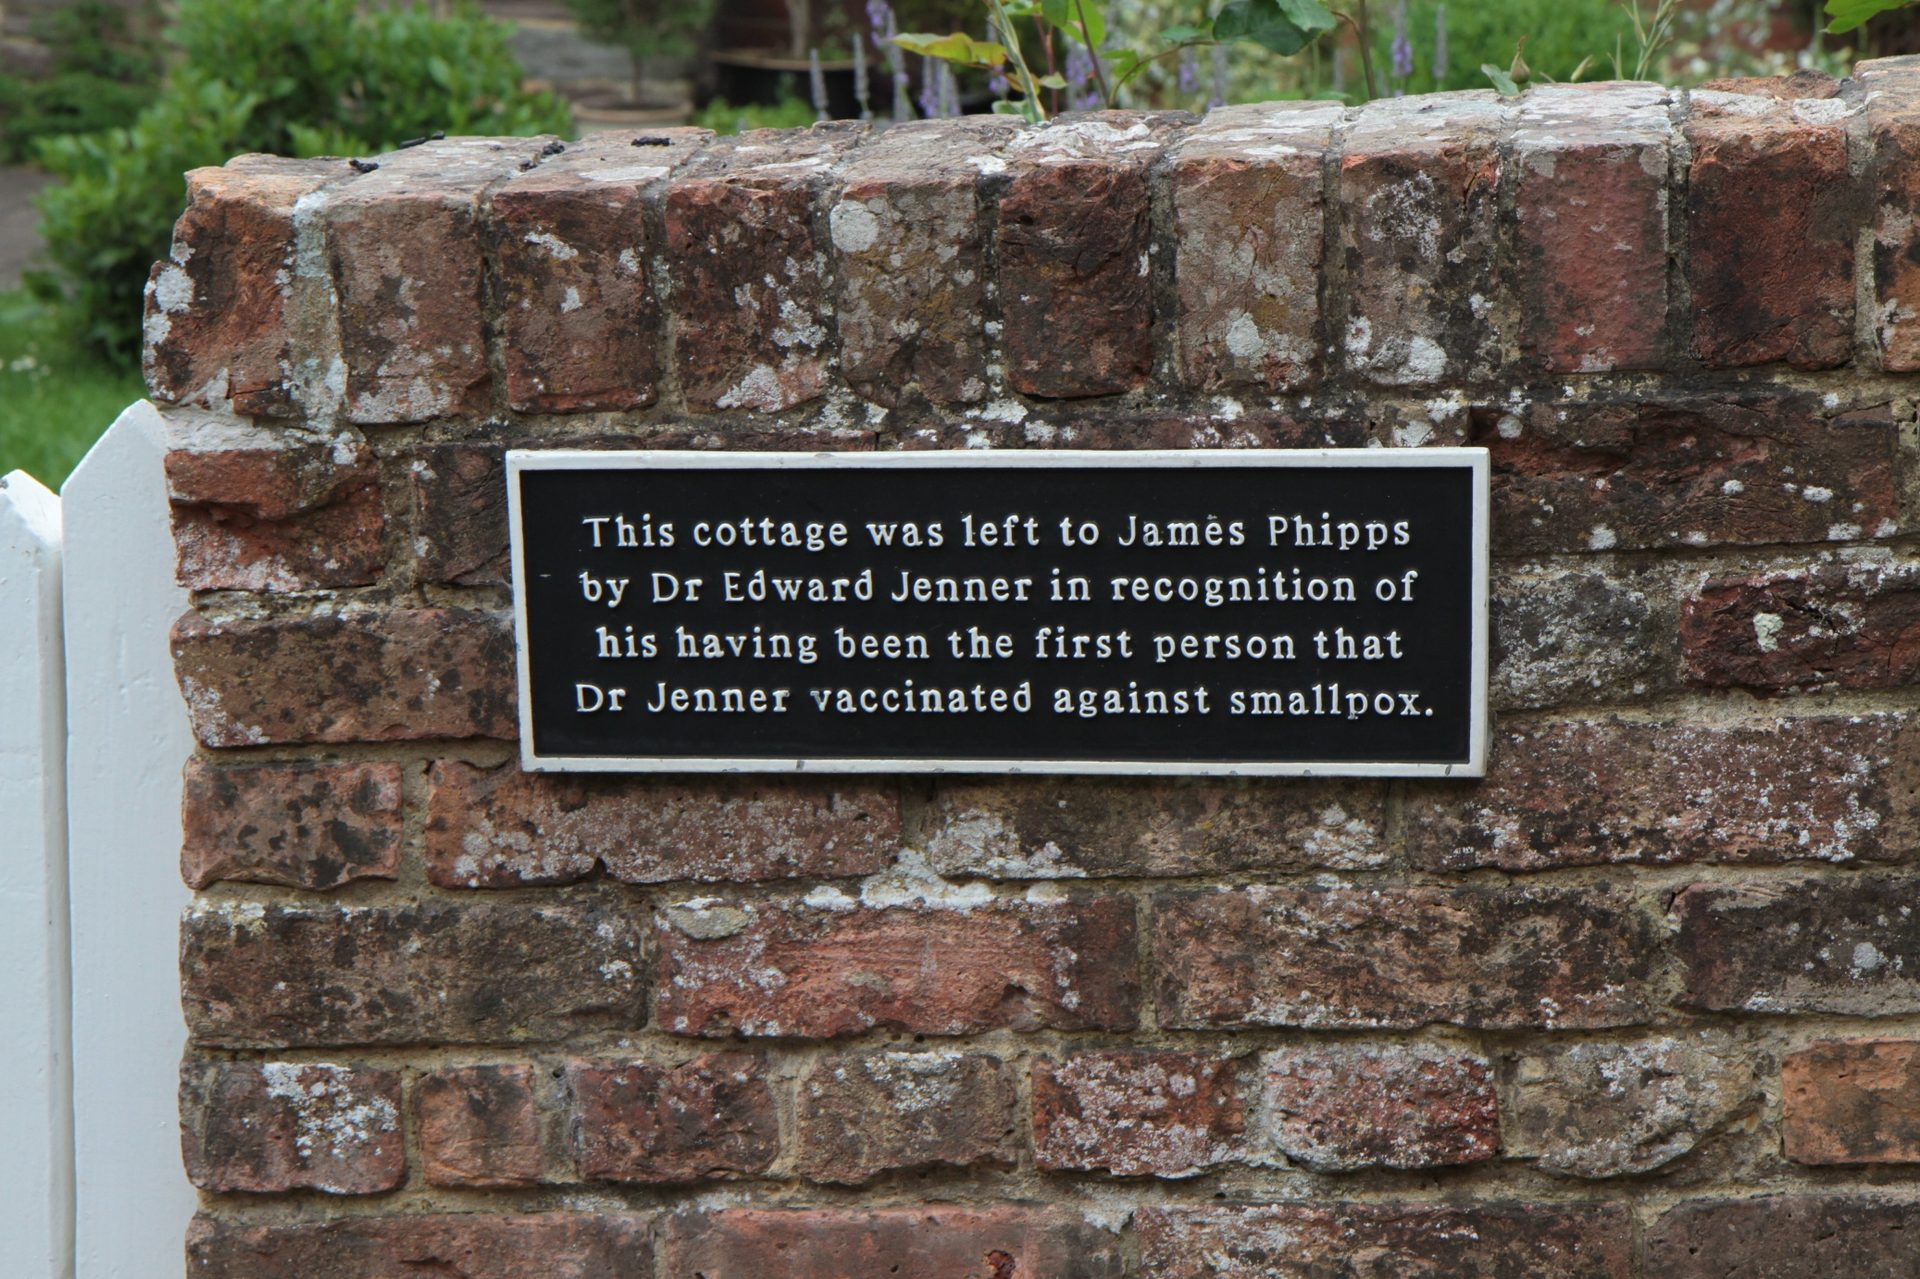 This cottage was left to James Phipps
by Dr Edward Jenner in recognition of
his having been the first person that
Dr Jenner vaccinated against smallpox.